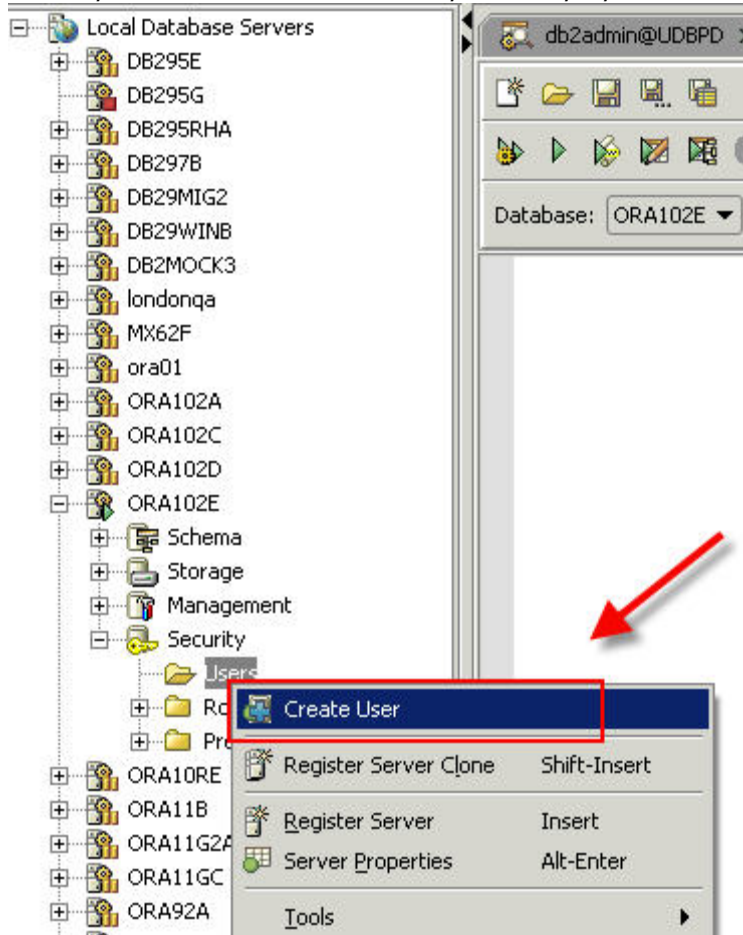 Local Database Servers
DB295E
DB295G
DB295RHA
DB297B
DB29MIG2
DB29WINB
DB2MOCK3
londonqa
MX62F
ora01
ORA102A
ORA102C
ORA102D
ORA102E
Schema
Storage
Management
Security
Users
Ro
Pr
ORA10RE
ORA11B
ORA11G2A
ORA11GC
ORA92A
db2admin@UDBPD
Database: ORA102E
Create User
Register Server Clone Shift-Insert
Register Server Insert
Server Properties Alt-Enter
Tools